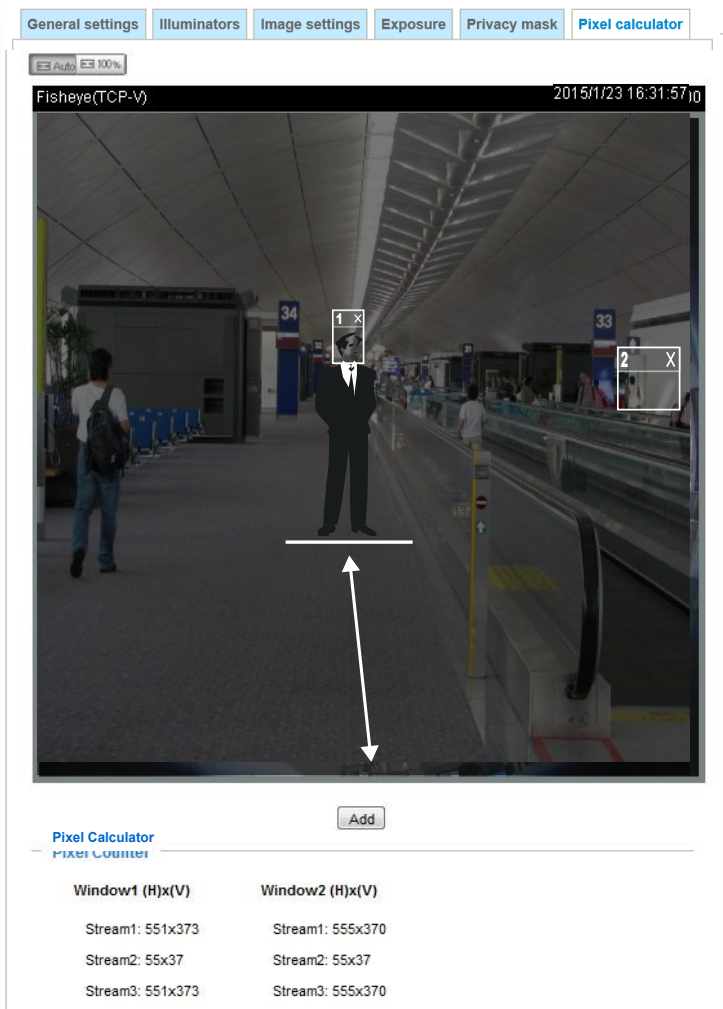 General settings Illuminators Image settings Exposure Privacy mask Pixel calculator
Auto 100%
Fisheye(TCP-V) 2015/1/23 16:31:57
34
33
32
1 X
2 X
Add
Pixel Calculator
Pixel Counter
Window1 (H)x(V) Window2 (H)x(V)
Stream1: 551x373 Stream1: 555x370
Stream2: 55x37 Stream2: 55x37
Stream3: 551x373 Stream3: 555x370